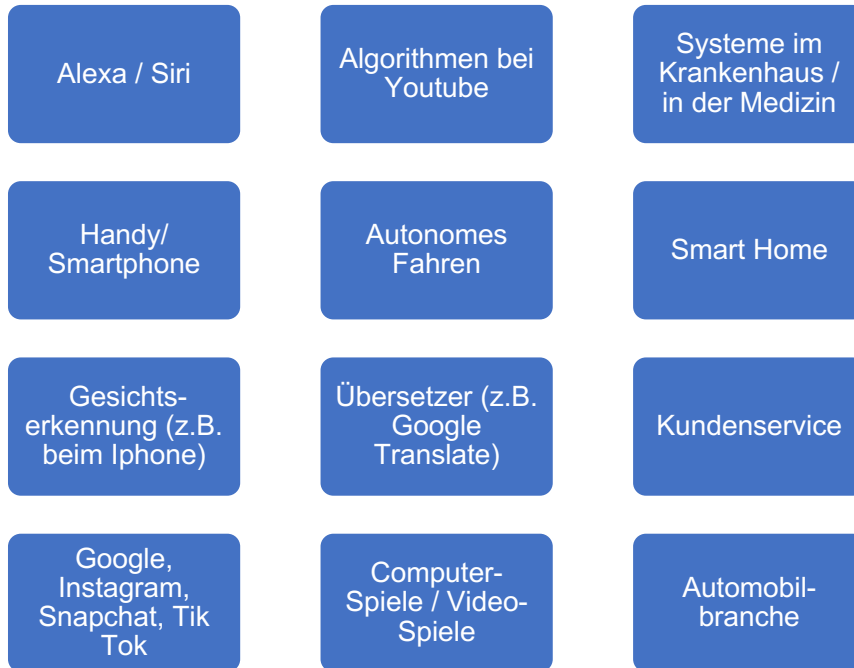 Alexa / Siri
Algorithmen bei
Youtube
Systeme im
Krankenhaus /
in der Medizin
Handy/
Smartphone
Autonomes
Fahren
Smart Home
Gesichts-
erkennung (z.B.
beim Iphone)
Übersetzer (z.B.
Google
Translate)
Kundenservice
Google,
Instagram,
Snapchat, Tik
Tok
Computer-
Spiele / Video-
Spiele
Automobil-
branche